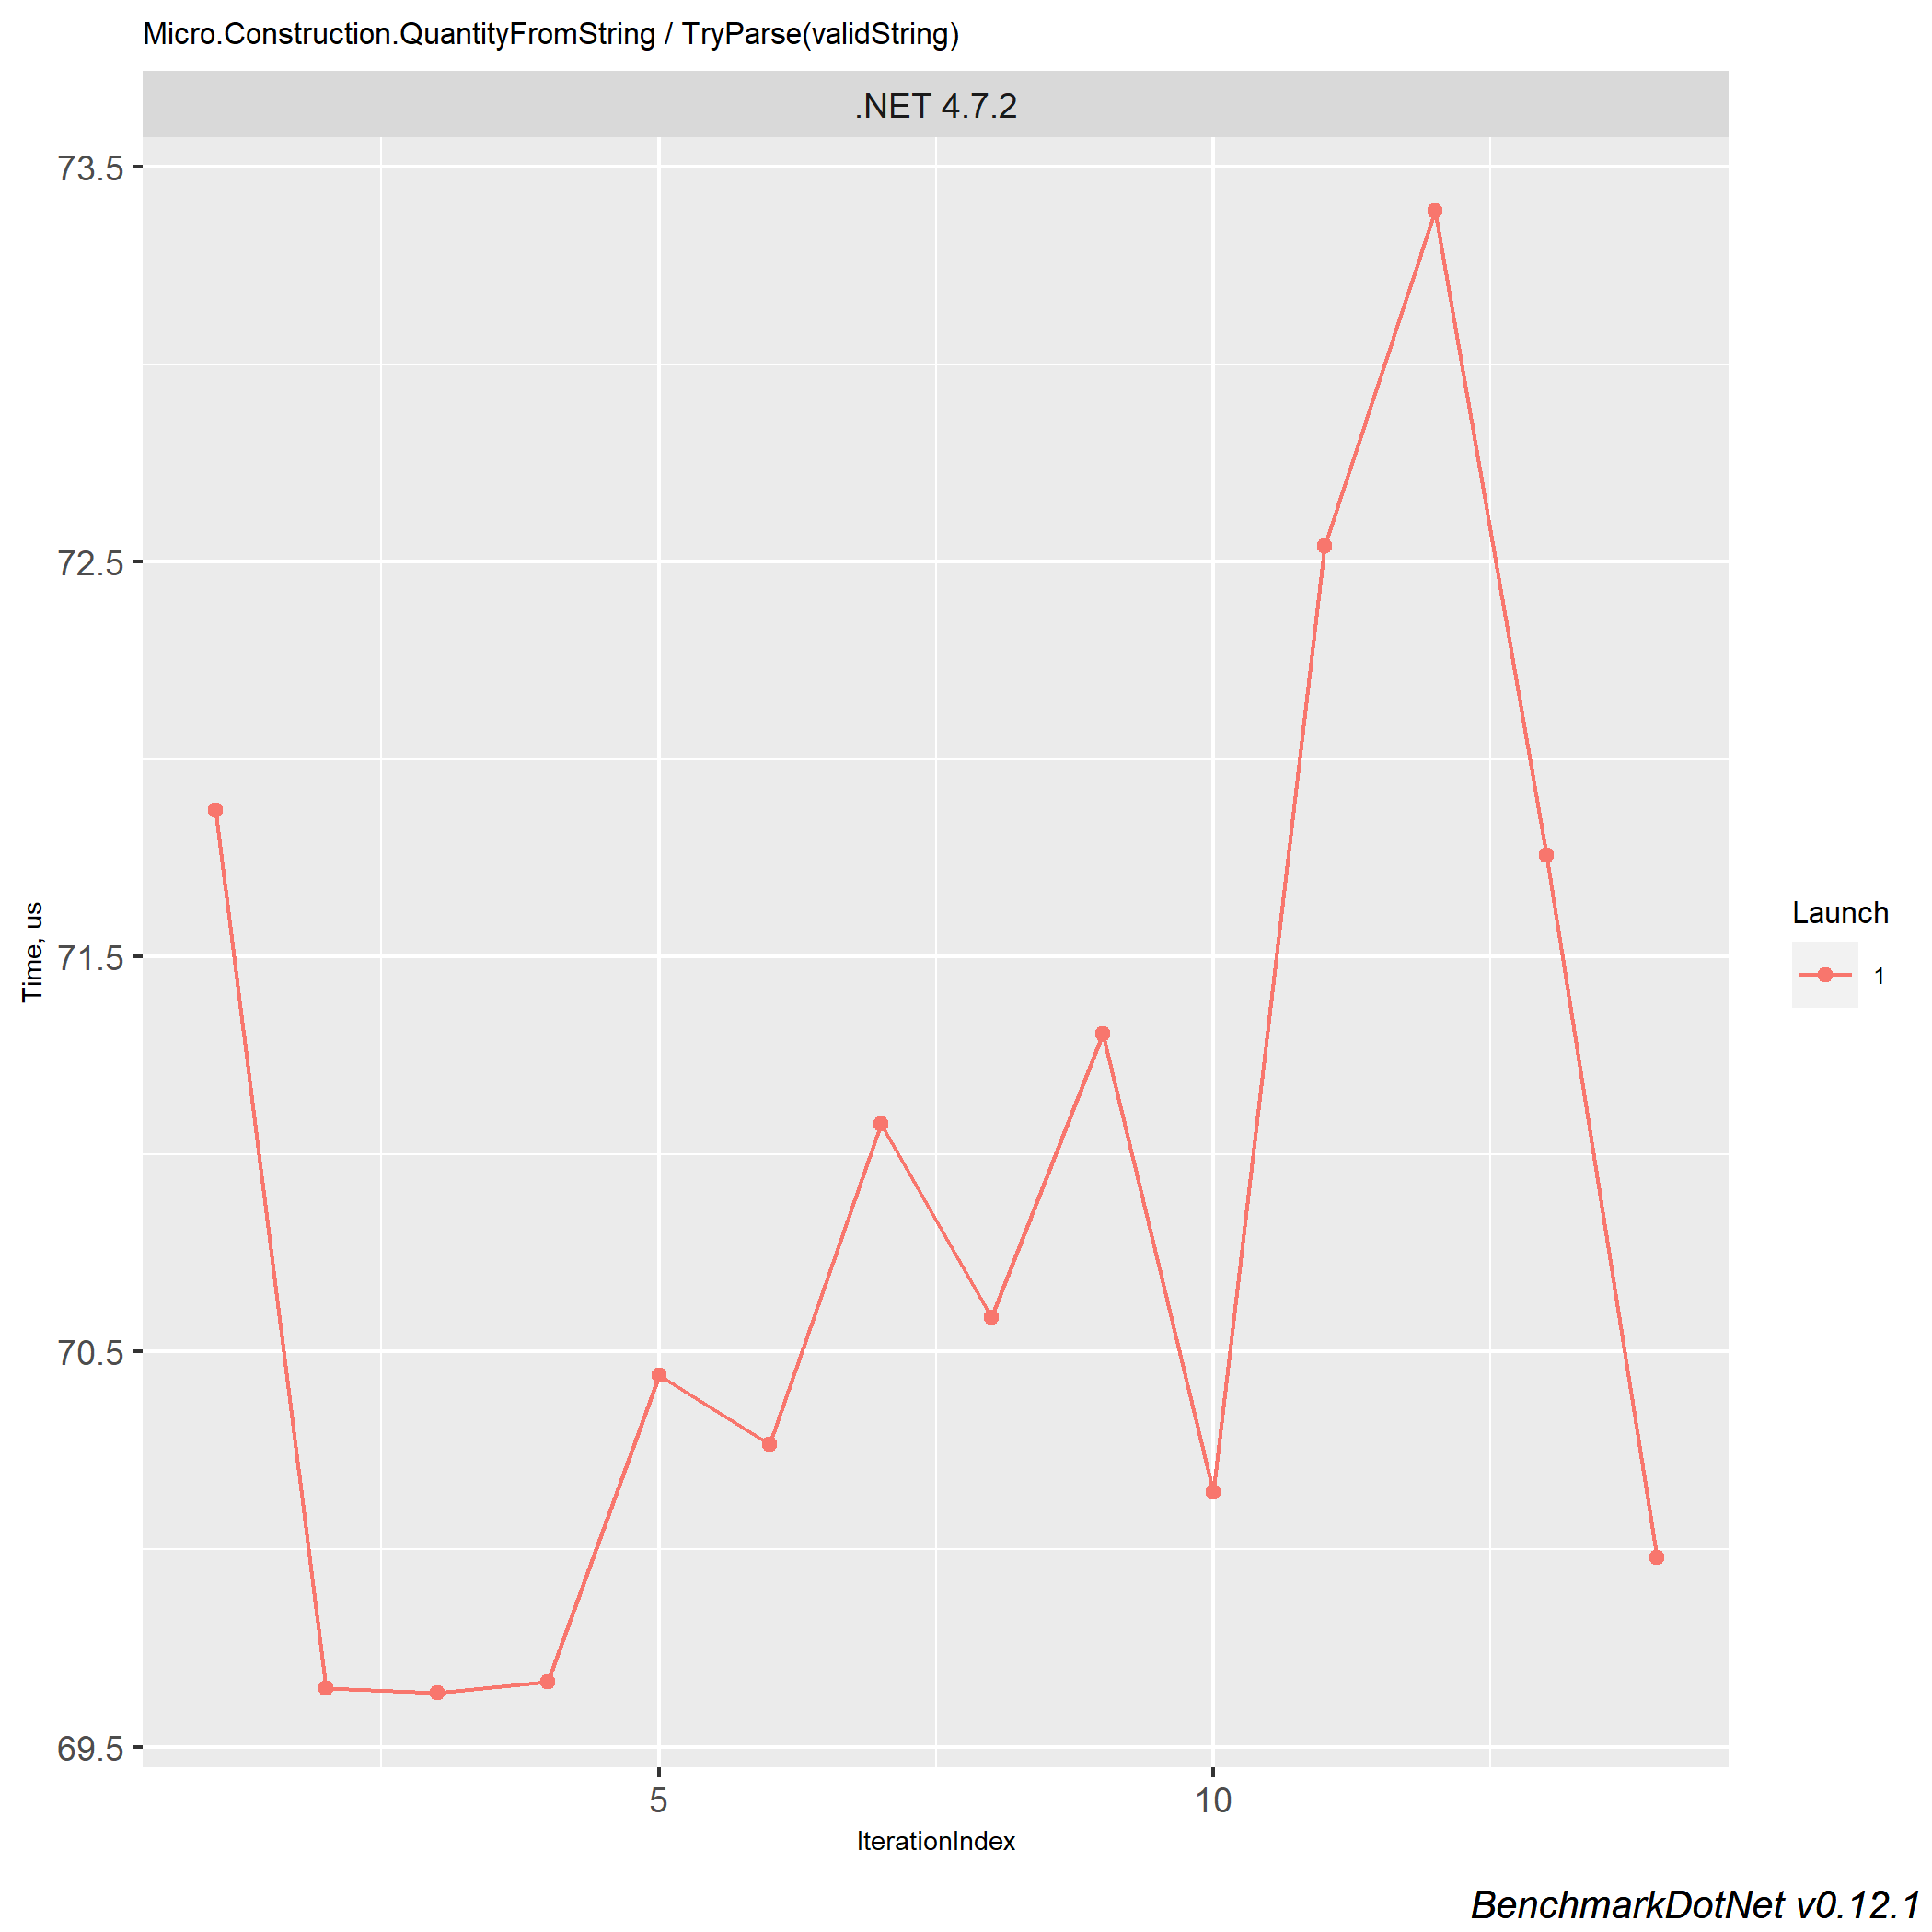 Micro.Construction.QuantityFromString / TryParse(validString)
.NET 4.7.2
73.5
72.5
71.5
70.5
69.5
Time, us
5
10
IterationIndex
Launch
1
BenchmarkDotNet v0.12.1